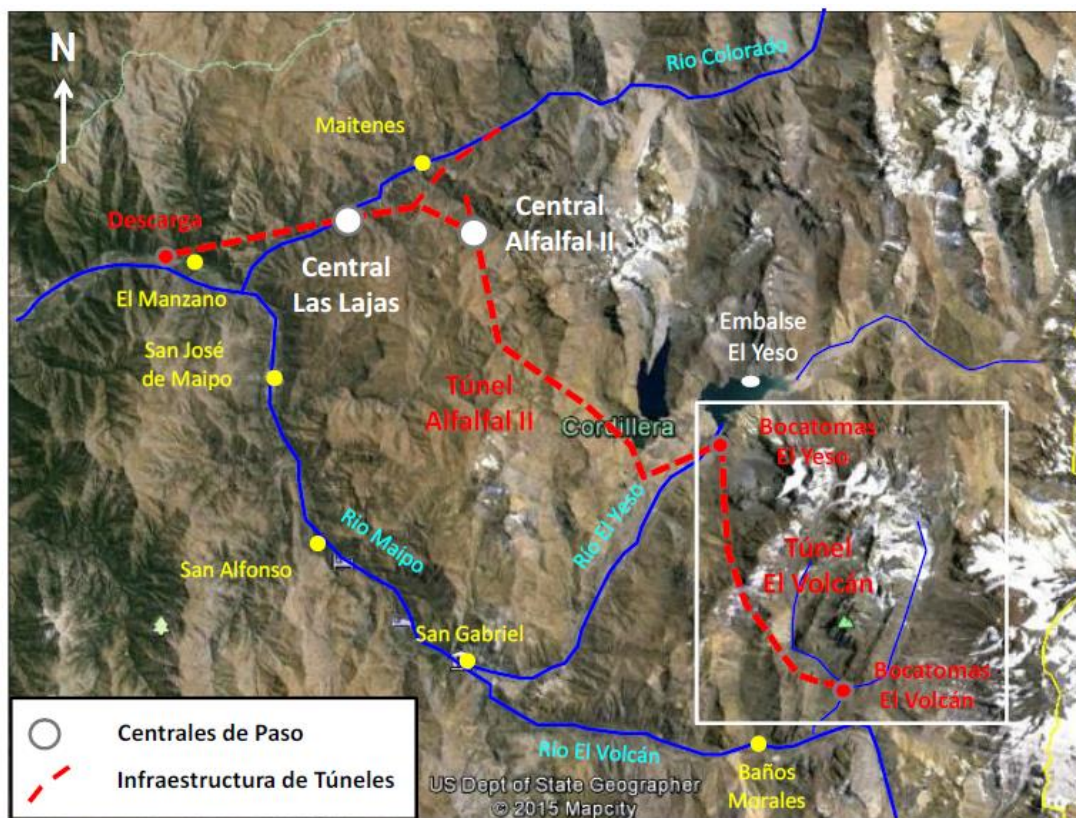 N
Río Colorado
Maitenes
Descarga
Central
Alfalfal II
Central
Las Lajas
El Manzano
San José
de Maipo
Embalse
El Yeso
Túnel
Alfalfal II
Cordillera
Bocatomas
El Yeso
Río El Yeso
Río Maipo
San Alfonso
Túnel
El Volcán
San Gabriel
Bocatomas
El Volcán
Río El Volcán
Baños
Morales
Centrales de Paso
Infraestructura de Túneles
US Dept of State Geographer
© 2015 Mapcity